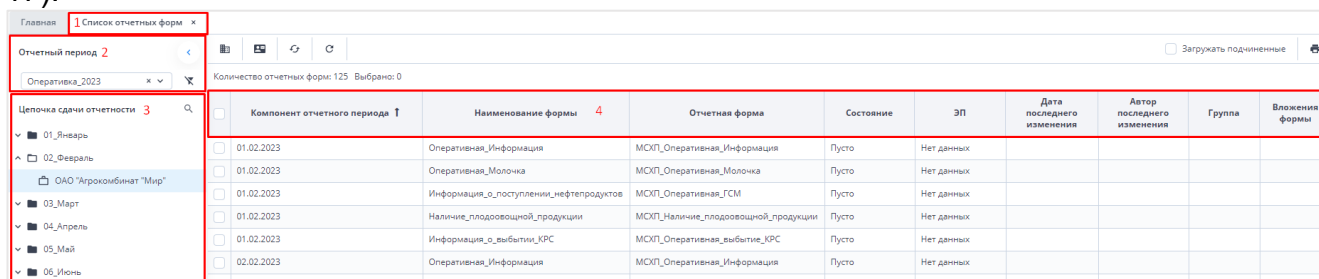 Главная 1 Список отчетных форм ×
Отчетный период 2
Загружать подчиненные
Оперативка_2023 ×
Количество отчетных форм: 125 Выбрано: 0
Цепочка сдачи отчетности 3
Компонент отчетного периода ↑ Наименование формы 4 Отчетная форма Состояние ЭП Дата последнего изменения Автор последнего изменения Группа Вложения формы
01_Январь
01.02.2023 Оперативная_Информация МСХП_Оперативная_Информация Пусто Нет данных
02_Февраль
01.02.2023 Оперативная_Молочка МСХП_Оперативная_Молочка Пусто Нет данных
ОАО "Агрокомбинат "Мир"
01.02.2023 Информация_о_поступлении_нефтепродуктов МСХП_Оперативная_ГСМ Пусто Нет данных
03_Март
01.02.2023 Наличие_плодоовощной_продукции МСХП_Наличие_плодоовощной_продукции Пусто Нет данных
04_Апрель
01.02.2023 Информация_о_выбытии_КРС МСХП_Оперативная_выбытие_КРС Пусто Нет данных
05_Май
02.02.2023 Оперативная_Информация МСХП_Оперативная_Информация Пусто Нет данных
06_Июнь